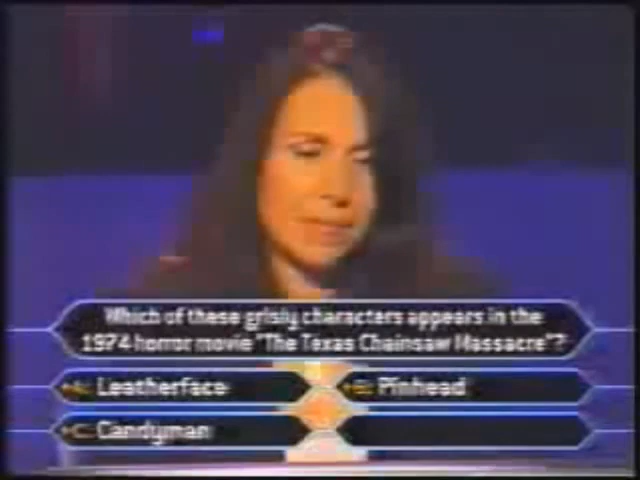 Which of these grisly characters appears in the
1974 horror movie "The Texas Chainsaw Massacre"?
A: Leatherface
B: Pinhead
C: Candyman